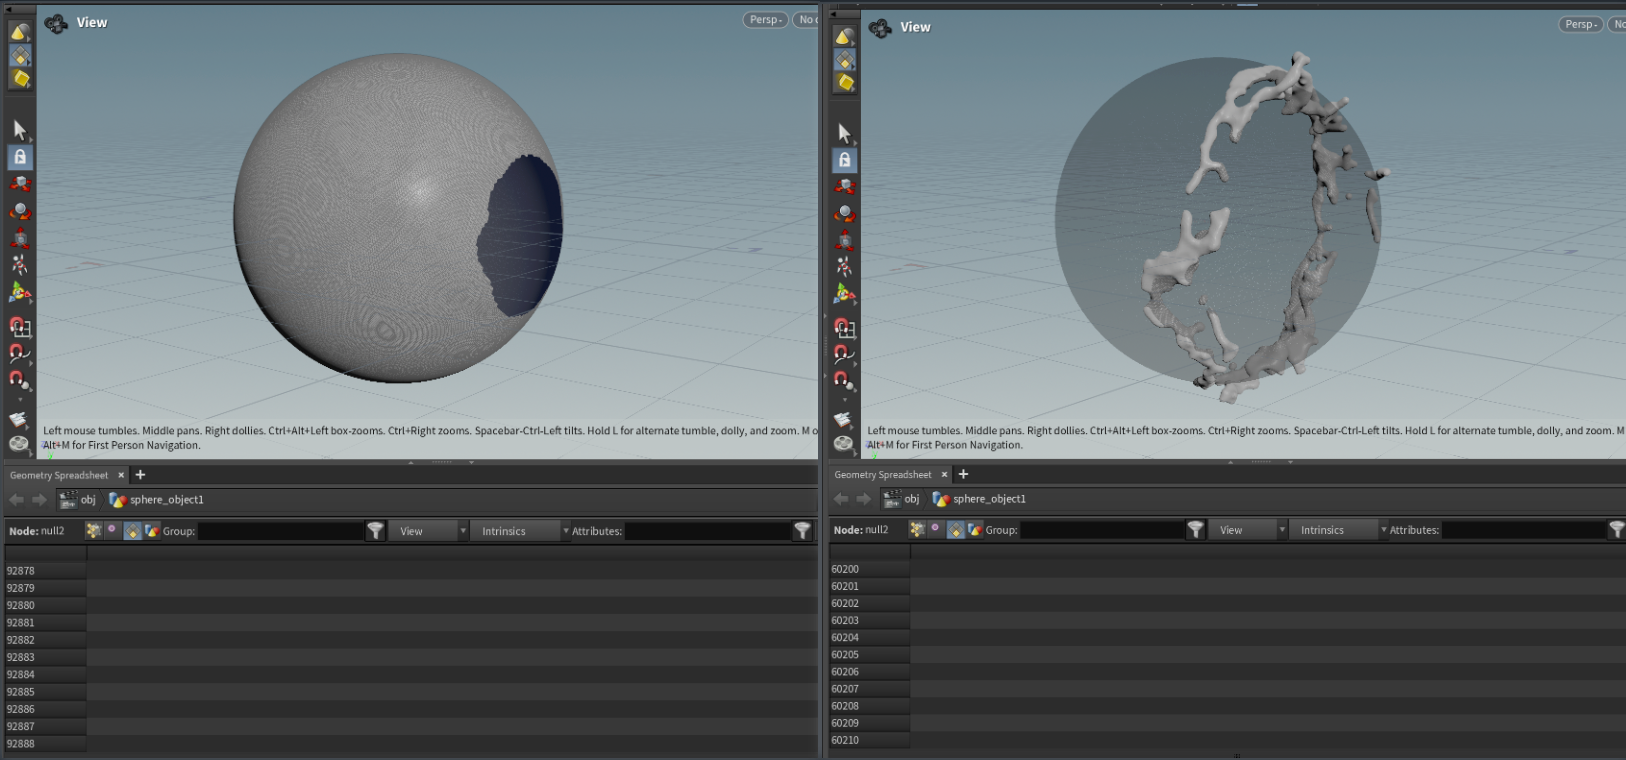 View
Persp
No
Left mouse tumbles. Middle pans. Right dollies. Ctrl+Alt+Left box-zooms. Ctrl+Right zooms. Spacebar-Ctrl-Left tilts. Hold L for alternate tumble, dolly, and zoom. M o
Alt+M for First Person Navigation.
Geometry Spreadsheet × +
obj sphere_object1
Node: null2 Group: View Intrinsics Attributes:
92878
92879
92880
92881
92882
92883
92884
92885
92886
92887
92888
View
Persp
No
Left mouse tumbles. Middle pans. Right dollies. Ctrl+Alt+Left box-zooms. Ctrl+Right zooms. Spacebar-Ctrl-Left tilts. Hold L for alternate tumble, dolly, and zoom. M
Alt+M for First Person Navigation.
Geometry Spreadsheet × +
obj sphere_object1
Node: null2 Group: View Intrinsics Attributes:
60200
60201
60202
60203
60204
60205
60206
60207
60208
60209
60210